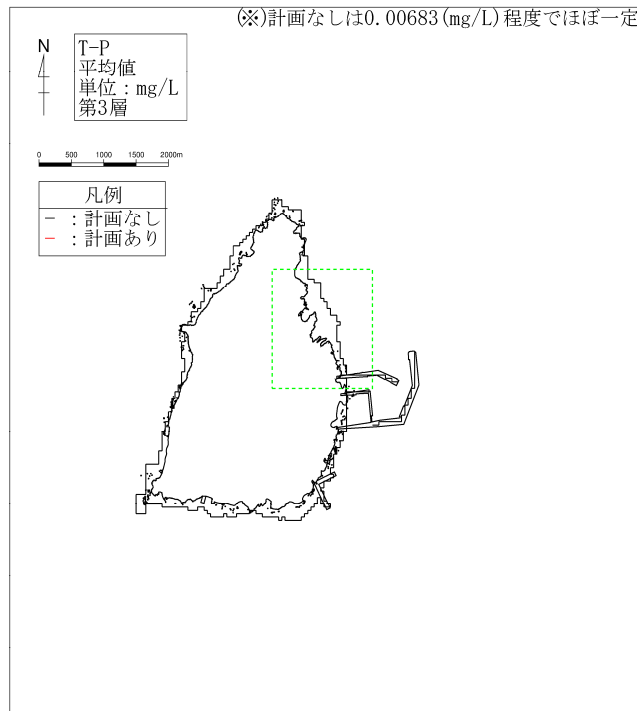 (※)計画なしは0.00683(mg/L)程度でほぼ一定
N
T-P
平均値
単位：mg/L
第3層
0 500 1000 1500 2000m
凡例
－：計画なし
－：計画あり